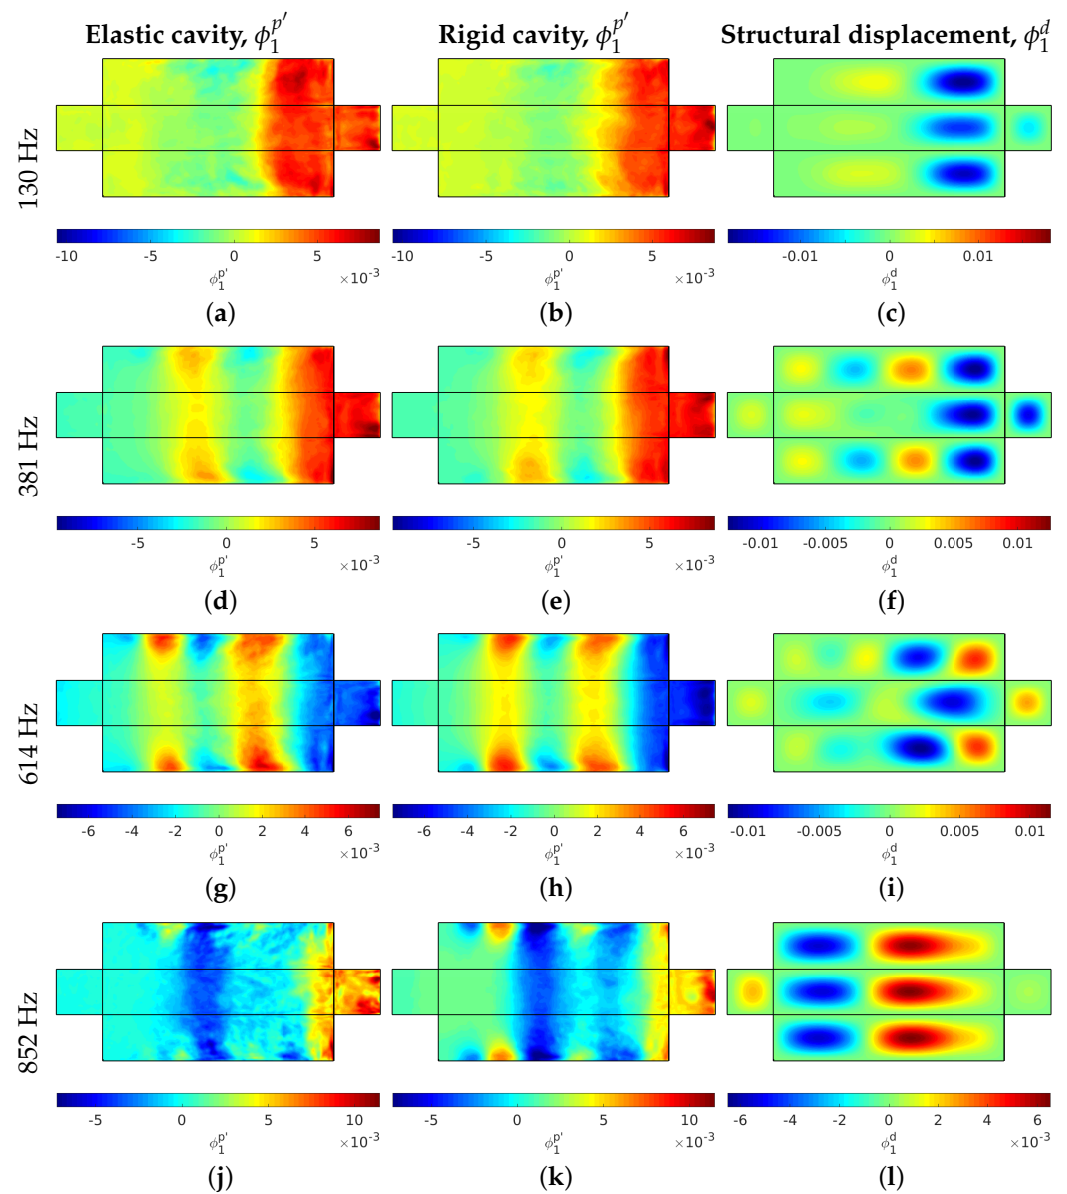 Elastic cavity, ϕ₁ᵖ′ Rigid cavity, ϕ₁ᵖ′ Structural displacement, ϕ₁ᵈ
130 Hz
-10 -5 0 5 -10 -5 0 5 -0.01 0 0.01
ϕ₁ᵖ' ×10⁻³ ϕ₁ᵖ' ×10⁻³ ϕ₁ᵈ
(a) (b) (c)
381 Hz
-5 0 5 -5 0 5 -0.01 -0.005 0 0.005 0.01
ϕ₁ᵖ' ×10⁻³ ϕ₁ᵖ' ×10⁻³ ϕ₁ᵈ
(d) (e) (f)
614 Hz
-6 -4 -2 0 2 4 6 -6 -4 -2 0 2 4 6 -0.01 -0.005 0 0.005 0.01
ϕ₁ᵖ' ×10⁻³ ϕ₁ᵖ' ×10⁻³ ϕ₁ᵈ
(g) (h) (i)
852 Hz
-5 0 5 10 -5 0 5 10 -6 -4 -2 0 2 4 6
ϕ₁ᵖ' ×10⁻³ ϕ₁ᵖ' ×10⁻³ ϕ₁ᵈ ×10⁻³
(j) (k) (l)